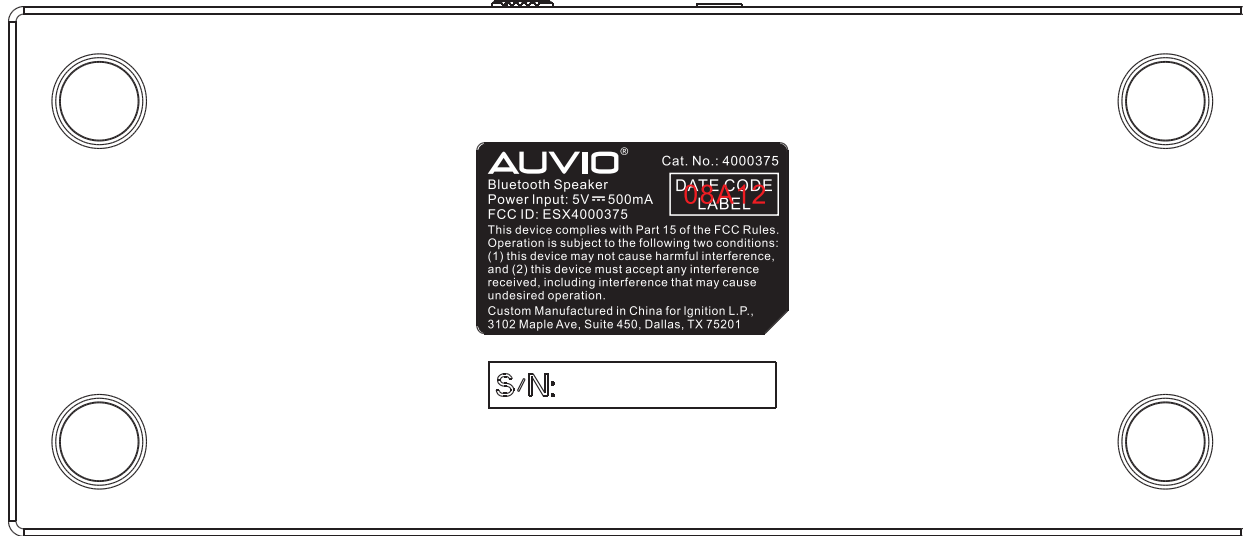 AUVIO®
Cat. No.: 4000375
Bluetooth Speaker
Power Input: 5V ⎓ 500mA
FCC ID: ESX4000375
DATE CODE
08A12
LABEL
This device complies with Part 15 of the FCC Rules.
Operation is subject to the following two conditions:
(1) this device may not cause harmful interference,
and (2) this device must accept any interference
received, including interference that may cause
undesired operation.
Custom Manufactured in China for Ignition L.P.,
3102 Maple Ave, Suite 450, Dallas, TX 75201
S/N: